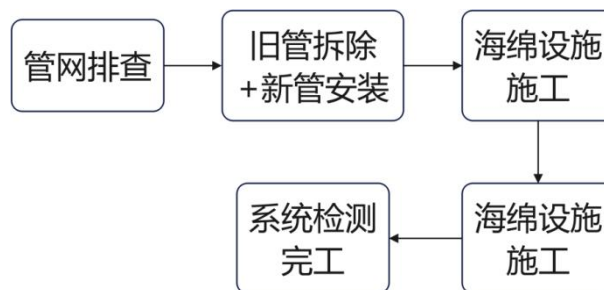 管网排查
旧管拆除
+新管安装
海绵设施
施工
海绵设施
施工
系统检测
完工